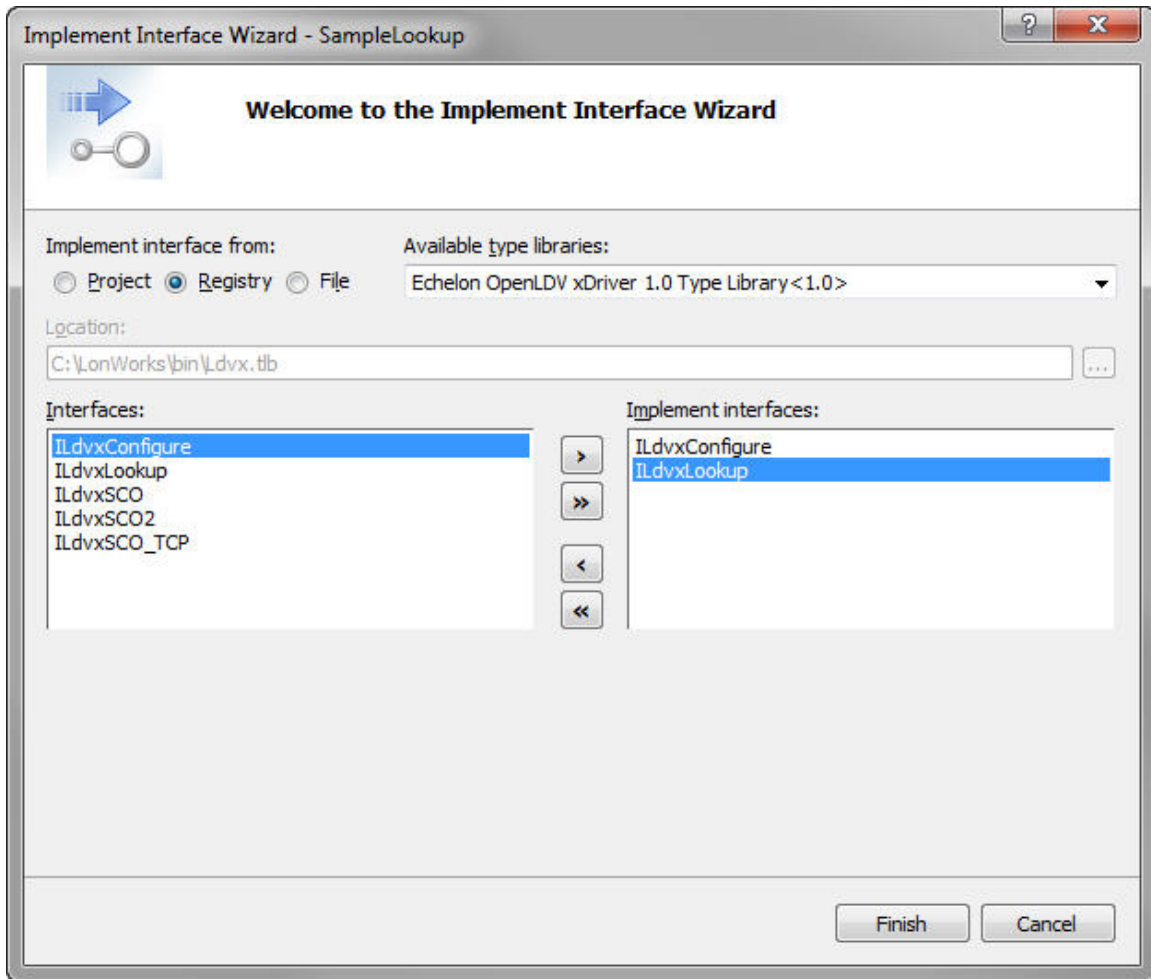 Implement Interface Wizard - SampleLookup
?
X
Welcome to the Implement Interface Wizard
Implement interface from:
Available type libraries:
Project Registry File
Echelon OpenLDV xDriver 1.0 Type Library<1.0>
Location:
C:\LonWorks\bin\Ldvx.tlb
...
Interfaces:
ILdvxConfigure
ILdvxLookup
ILdvxSCO
ILdvxSCO2
ILdvxSCO_TCP
>
»
<
«
Implement interfaces:
ILdvxConfigure
ILdvxLookup
Finish
Cancel